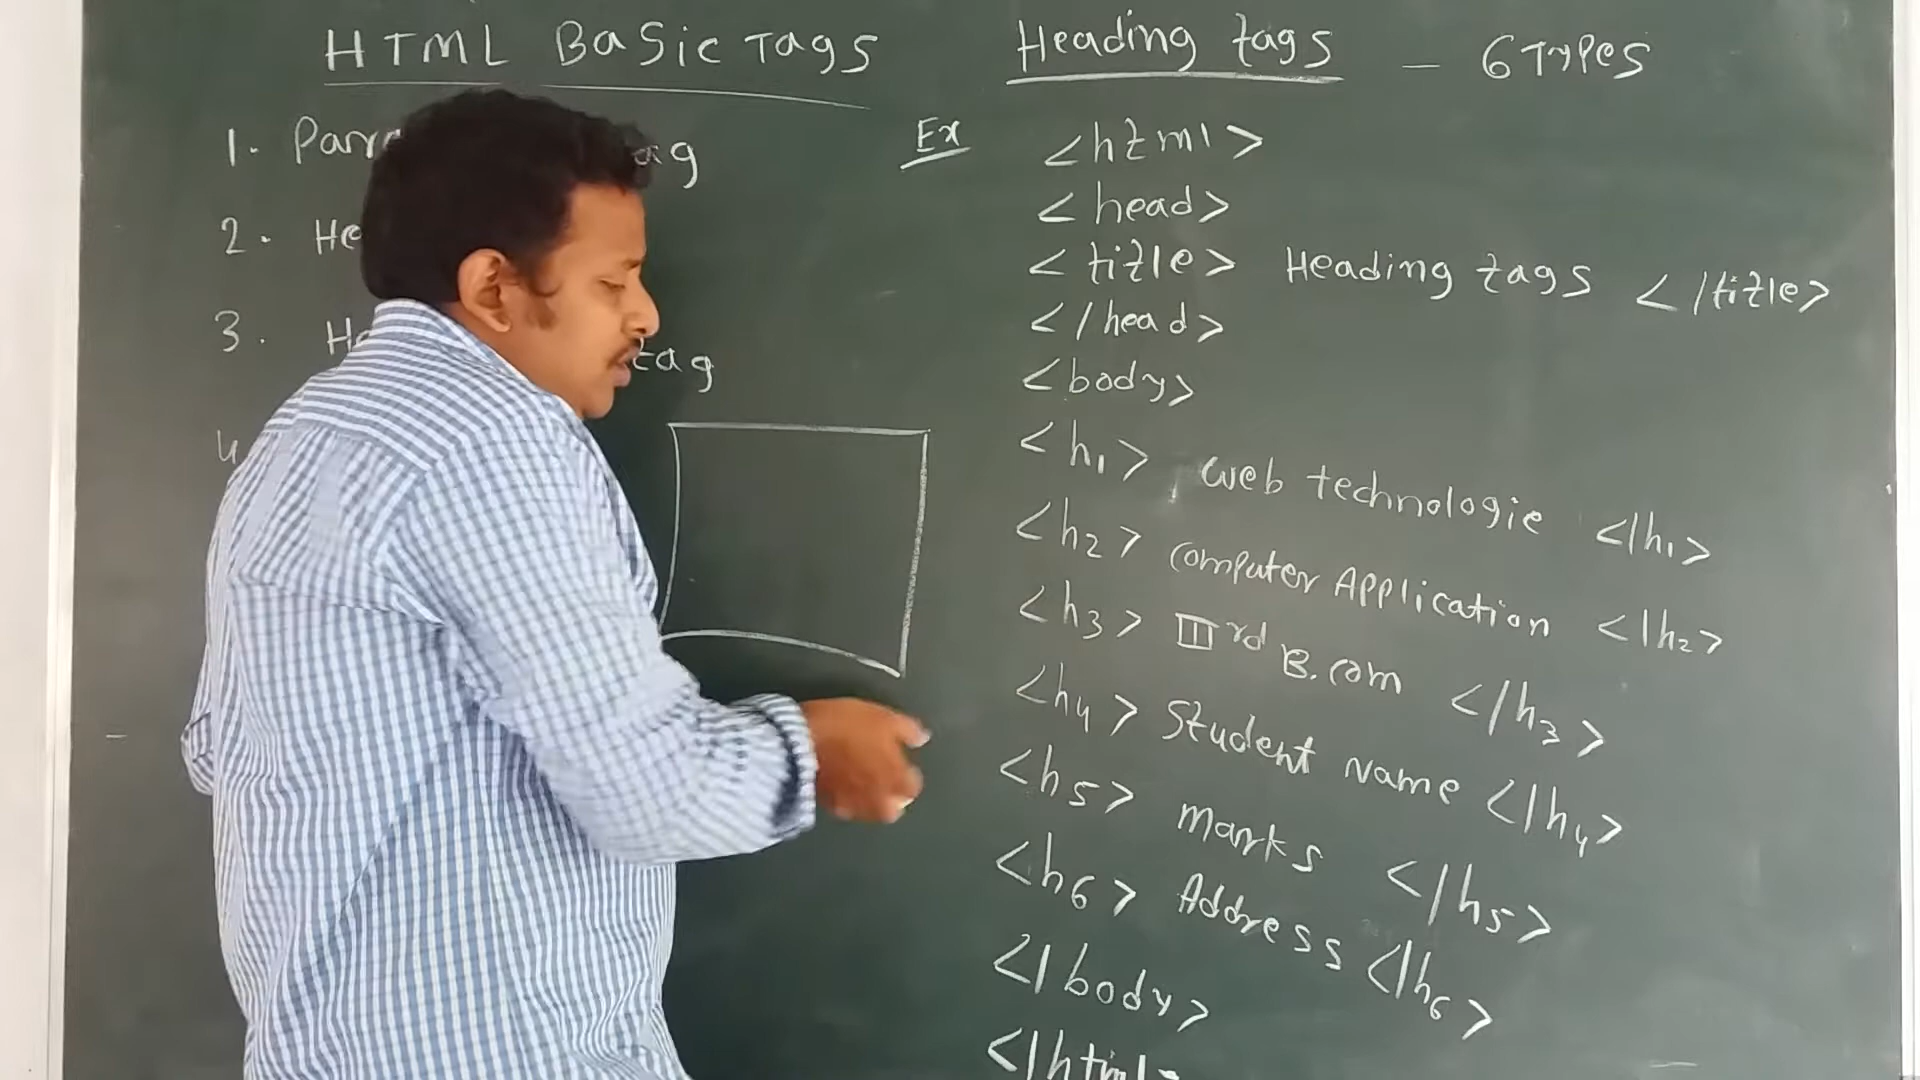 HTML Basic Tags
1.
2.
3. tag
4
Heading tags - 6 Types
Ex
<html>
<head>
<title> Heading tags </title>
</head>
<body>
<h1> web technologie </h1>
<h2> Computer Application </h2>
<h3> IIIrd B.com </h3>
<h4> Student Name </h4>
<h5> marks </h5>
<h6> Address </h6>
</body>
</html>